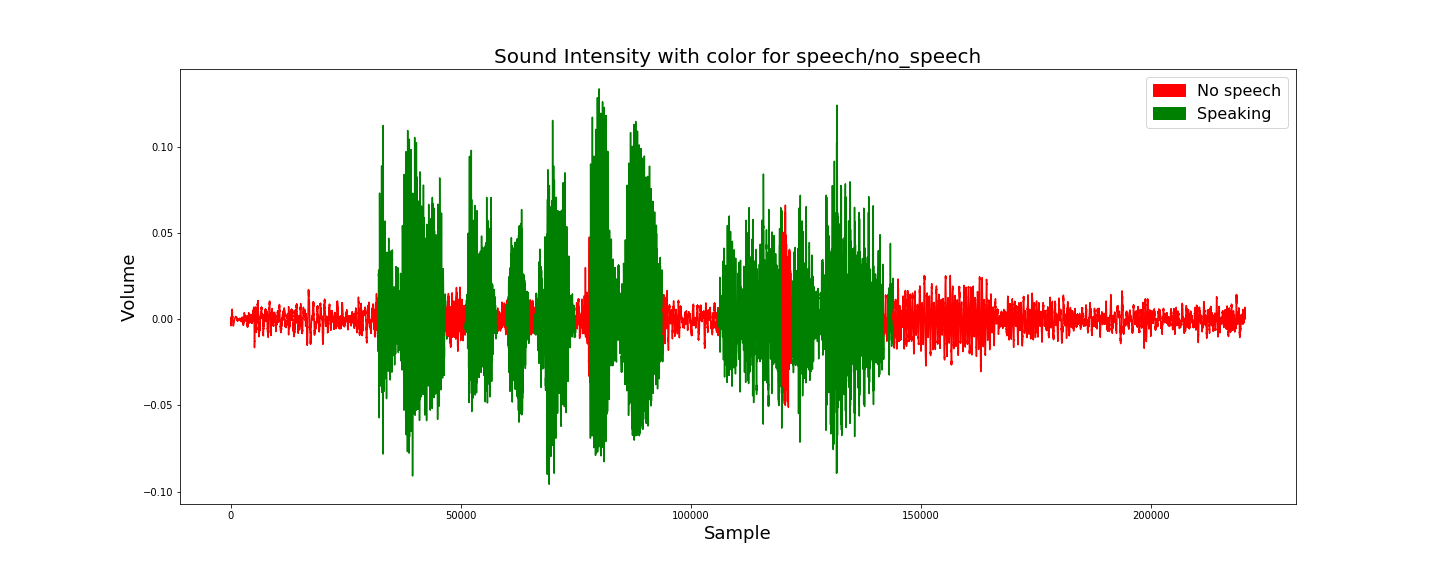 Sound Intensity with color for speech/no_speech
No speech
Speaking
Volume
0.10
0.05
0.00
−0.05
−0.10
0
50000
100000
150000
200000
Sample